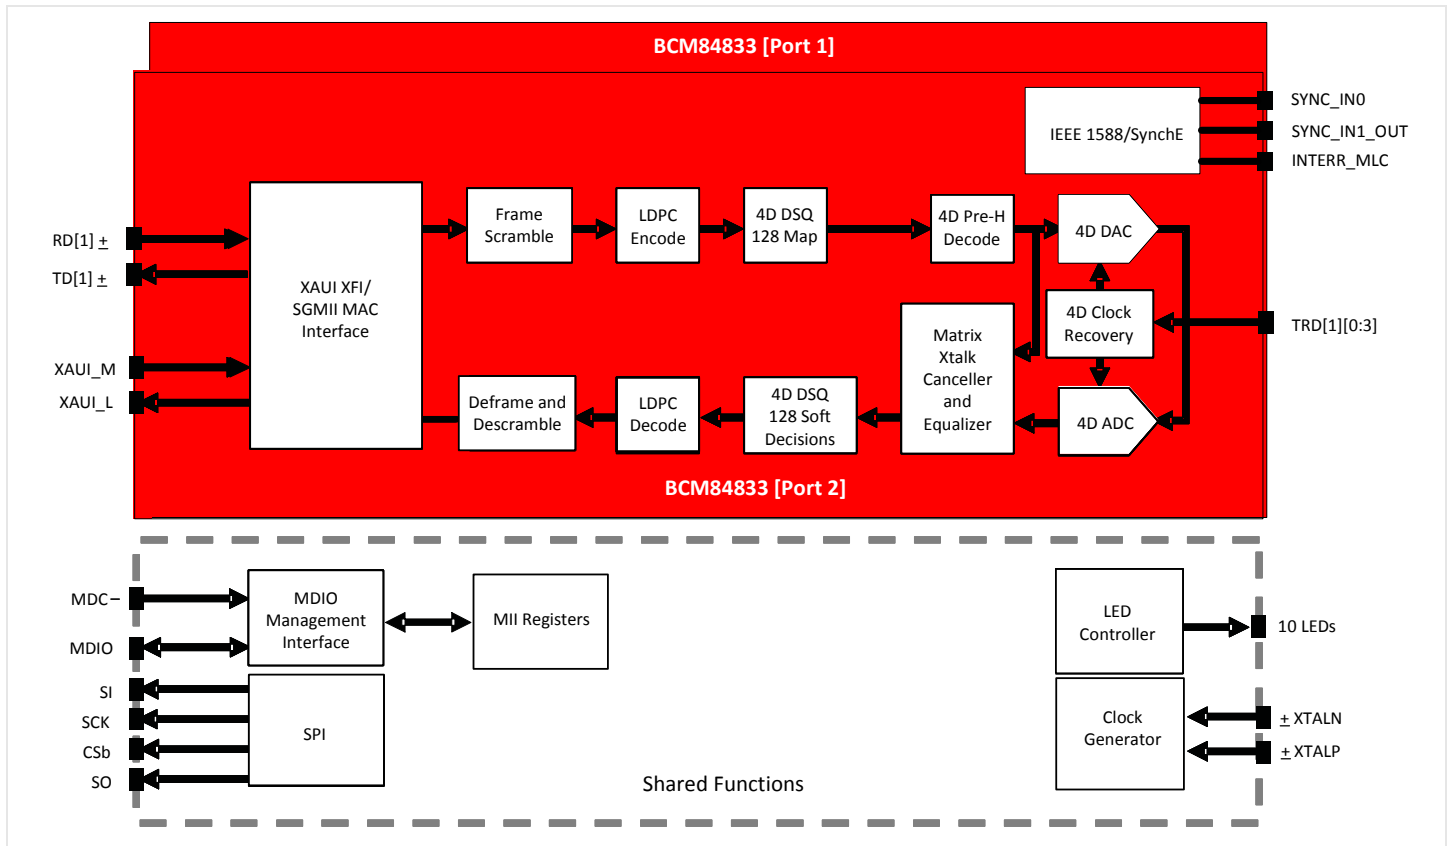 BCM84833 [Port 1]
SYNC_IN0
IEEE 1588/SynchE
SYNC_IN1_OUT
INTERR_MLC
RD[1] ±
TD[1] ±
XAUI_M
XAUI_L
XAUI XFI/
SGMII MAC
Interface
Frame
Scramble
LDPC
Encode
4D DSQ
128 Map
4D Pre-H
Decode
4D DAC
4D Clock
Recovery
TRD[1][0:3]
Matrix
Xtalk
Canceller
and
Equalizer
Deframe and
Descramble
LDPC
Decode
4D DSQ
128 Soft
Decisions
4D ADC
BCM84833 [Port 2]
MDC–
MDIO
MDIO
Management
Interface
MII Registers
LED
Controller
10 LEDs
SI
SCK
CSb
SO
SPI
Clock
Generator
± XTALN
± XTALP
Shared Functions